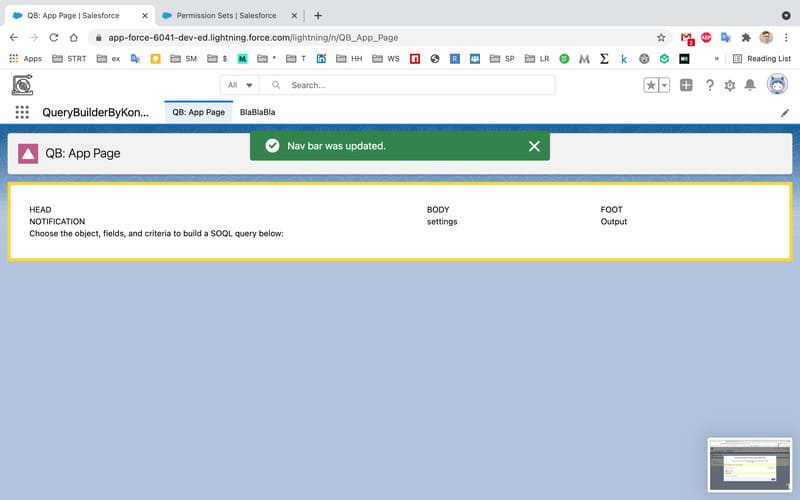 QB: App Page | Salesforce
Permission Sets | Salesforce
app-force-6041-dev-ed.lightning.force.com/lightning/n/QB_App_Page
2
ABP
Apps
STRT
ex
SM
$
M
*
T
in
HH
WS
R
SP
LR
M
Σ
k
»
Reading List
All
Search...
QueryBuilderByKon...
QB: App Page
BlaBlaBla
QB: App Page
Nav bar was updated.
HEAD
NOTIFICATION
Choose the object, fields, and criteria to build a SOQL query below:
BODY
settings
FOOT
Output